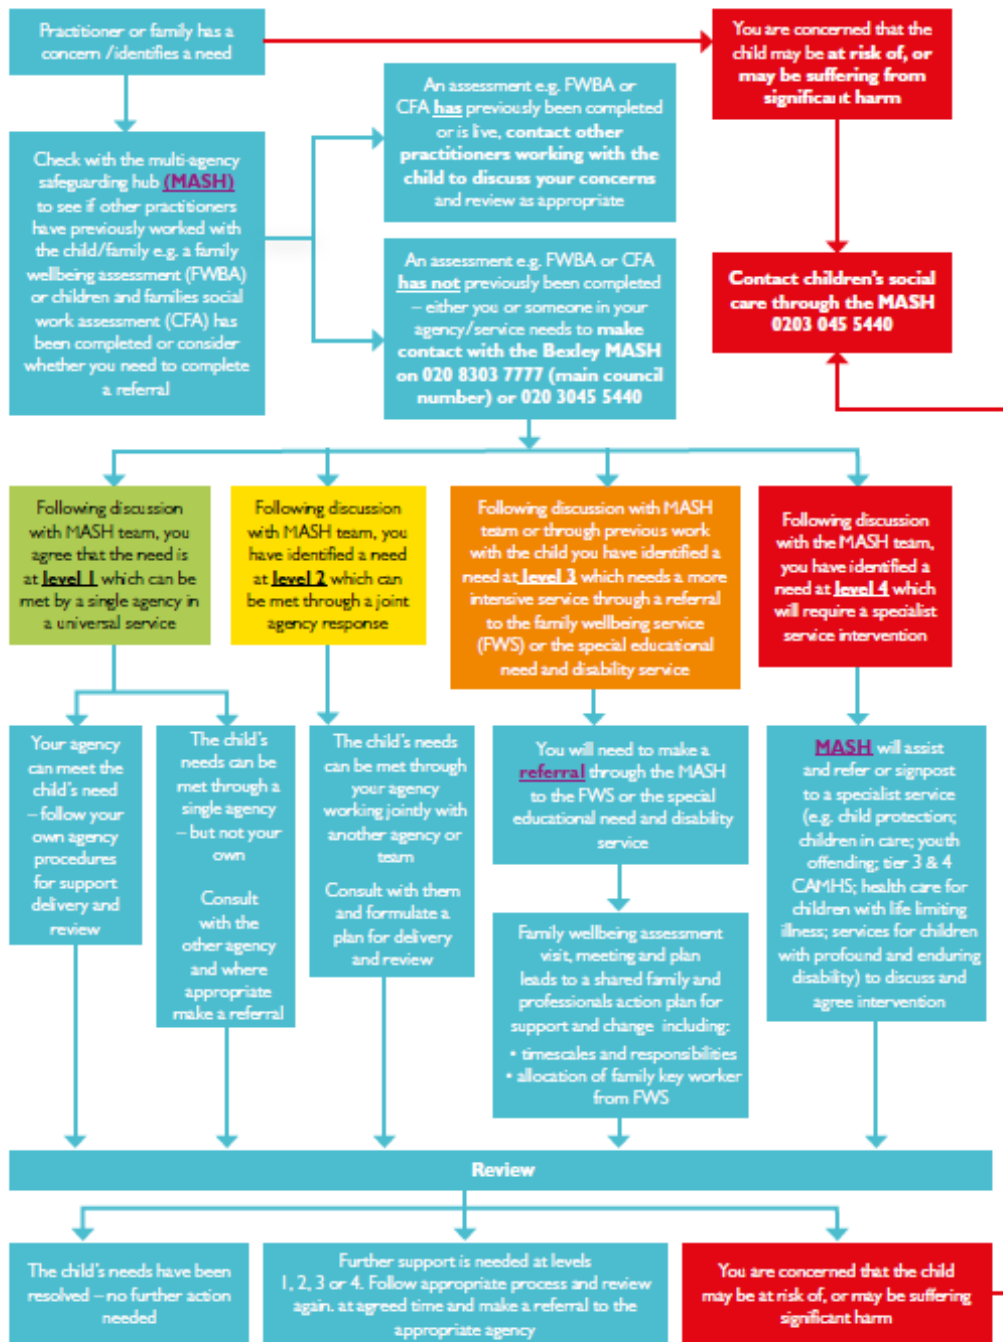 Practitioner or family has a
concern /identifies a need
You are concerned that the
child may be at risk of, or
may be suffering from
significant harm
An assessment e.g. FWBA or
CFA has previously been completed
or is live, contact other
practitioners working with the
child to discuss your concerns
and review as appropriate
Check with the multi-agency
safeguarding hub (MASH)
to see if other practitioners
have previously worked with
the child/family e.g. a family
wellbeing assessment (FWBA)
or children and families social
work assessment (CFA) has
been completed or consider
whether you need to complete
a referral
An assessment e.g. FWBA or CFA
has not previously been completed
– either you or someone in your
agency/service needs to make
contact with the Bexley MASH
on 020 8303 7777 (main council
number) or 020 3045 5440
Contact children's social
care through the MASH
0203 045 5440
Following discussion
with MASH team, you
agree that the need is
at level 1 which can be
met by a single agency in
a universal service
Following discussion
with MASH team, you
have identified a need
at level 2 which can
be met through a joint
agency response
Following discussion with MASH
team or through previous work
with the child you have identified a
need at level 3 which needs a more
intensive service through a referral
to the family wellbeing service
(FWS) or the special educational
need and disability service
Following discussion
with the MASH team,
you have identified a
need at level 4 which
will require a specialist
service intervention
Your agency
can meet the
child's need
– follow your
own agency
procedures
for support
delivery and
review
The child's
needs can be
met through a
single agency
– but not your
own
Consult
with the
other agency
and where
appropriate
make a referral
The child's needs
can be met through
your agency
working jointly with
another agency or
team
Consult with them
and formulate a
plan for delivery
and review
You will need to make a
referral through the MASH
to the FWS or the special
educational need and disability
service
Family wellbeing assessment
visit, meeting and plan
leads to a shared family and
professionals action plan for
support and change including:
• timescales and responsibilities
• allocation of family key worker
from FWS
MASH will assist
and refer or signpost
to a specialist service
(e.g. child protection;
children in care; youth
offending; tier 3 & 4
CAMHS; health care for
children with life limiting
illness; services for children
with profound and enduring
disability) to discuss and
agree intervention
Review
The child's needs have been
resolved – no further action
needed
Further support is needed at levels
1, 2, 3 or 4. Follow appropriate process and review
again. at agreed time and make a referral to the
appropriate agency
You are concerned that the child
may be at risk of, or may be suffering
significant harm